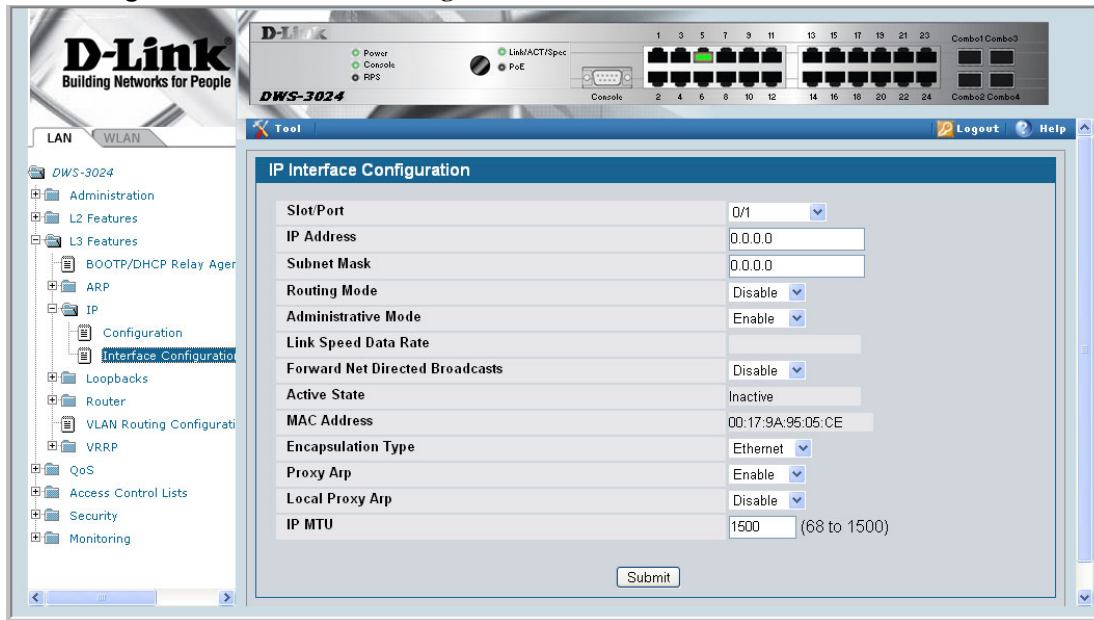 D-Link
Building Networks for People
D-Link
Power
Console
RPS
Link/ACT/Spec
PoE
DWS-3024
Console
1 3 5 7 9 11 13 15 17 19 21 23 Combo1 Combo3
2 4 6 8 10 12 14 16 18 20 22 24 Combo2 Combo4
LAN WLAN
Tool Logout Help
DWS-3024
Administration
L2 Features
L3 Features
BOOTP/DHCP Relay Ager
ARP
IP
Configuration
Interface Configuratio
Loopbacks
Router
VLAN Routing Configurati
VRRP
QoS
Access Control Lists
Security
Monitoring
IP Interface Configuration
Slot/Port 0/1
IP Address 0.0.0.0
Subnet Mask 0.0.0.0
Routing Mode Disable
Administrative Mode Enable
Link Speed Data Rate
Forward Net Directed Broadcasts Disable
Active State Inactive
MAC Address 00:17:9A:95:05:CE
Encapsulation Type Ethernet
Proxy Arp Enable
Local Proxy Arp Disable
IP MTU 1500 (68 to 1500)
Submit